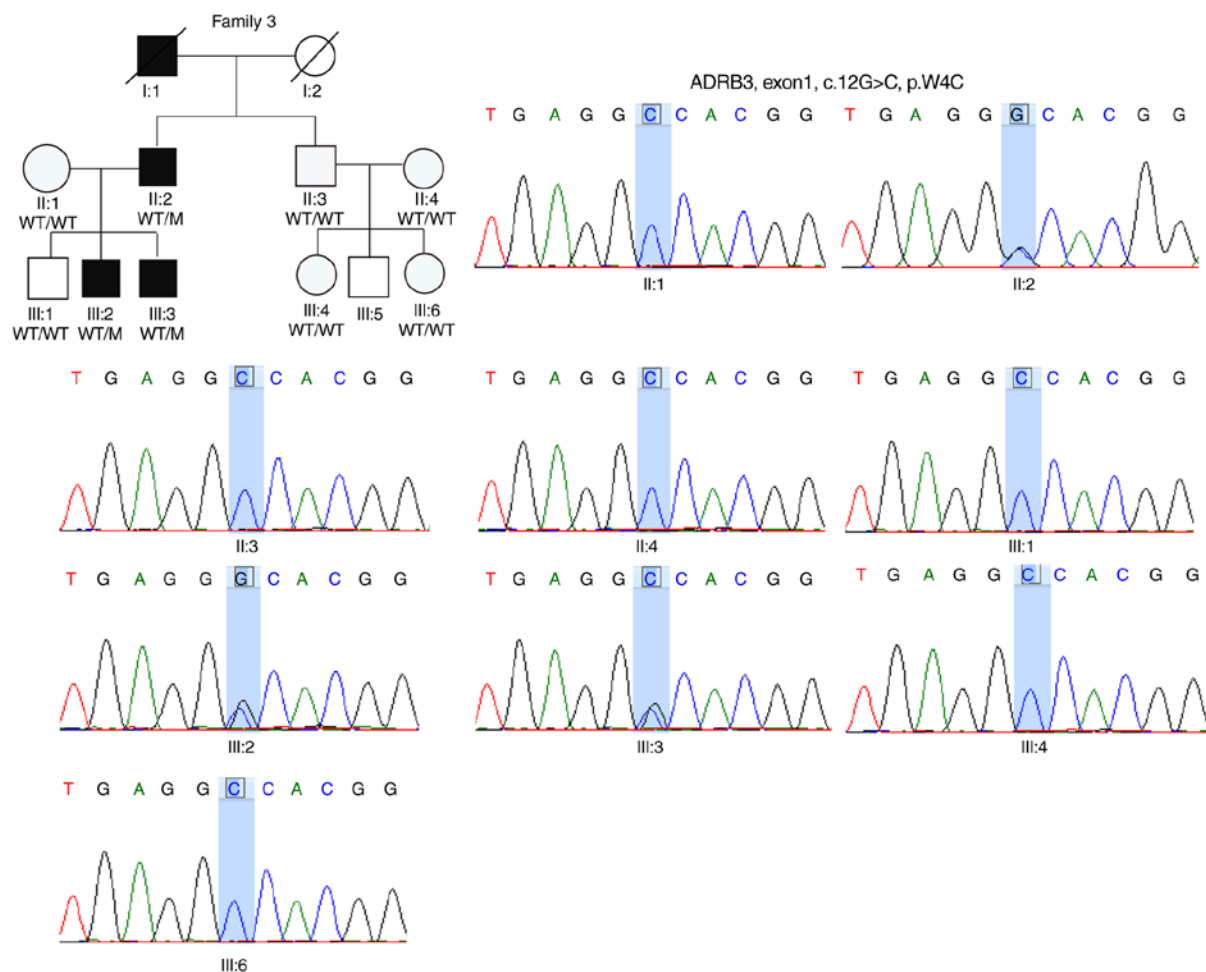 Family 3
I:1
I:2
II:1
WT/WT
II:2
WT/M
II:3
WT/WT
II:4
WT/WT
III:1
WT/WT
III:2
WT/M
III:3
WT/M
III:4
WT/WT
III:5
III:6
WT/WT
ADRB3, exon1, c.12G>C, p.W4C
T G A G G C C A C G G
II:1
T G A G G G C A C G G
II:2
T G A G G C C A C G G
II:3
T G A G G C C A C G G
II:4
T G A G G C C A C G G
III:1
T G A G G G C A C G G
III:2
T G A G G C C A C G G
III:3
T G A G G C C A C G G
III:4
T G A G G C C A C G G
III:6